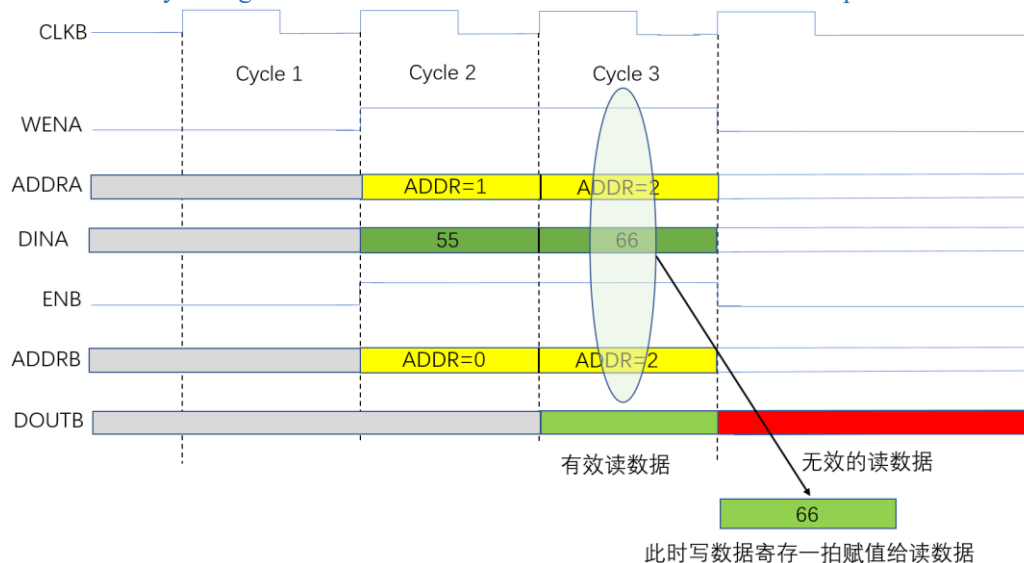 CLKB
Cycle 1
Cycle 2
Cycle 3
WENA
ADDRA
ADDR=1
ADDR=2
DINA
55
66
ENB
ADDRB
ADDR=0
ADDR=2
DOUTB
有效读数据
无效的读数据
66
此时写数据寄存一拍赋值给读数据